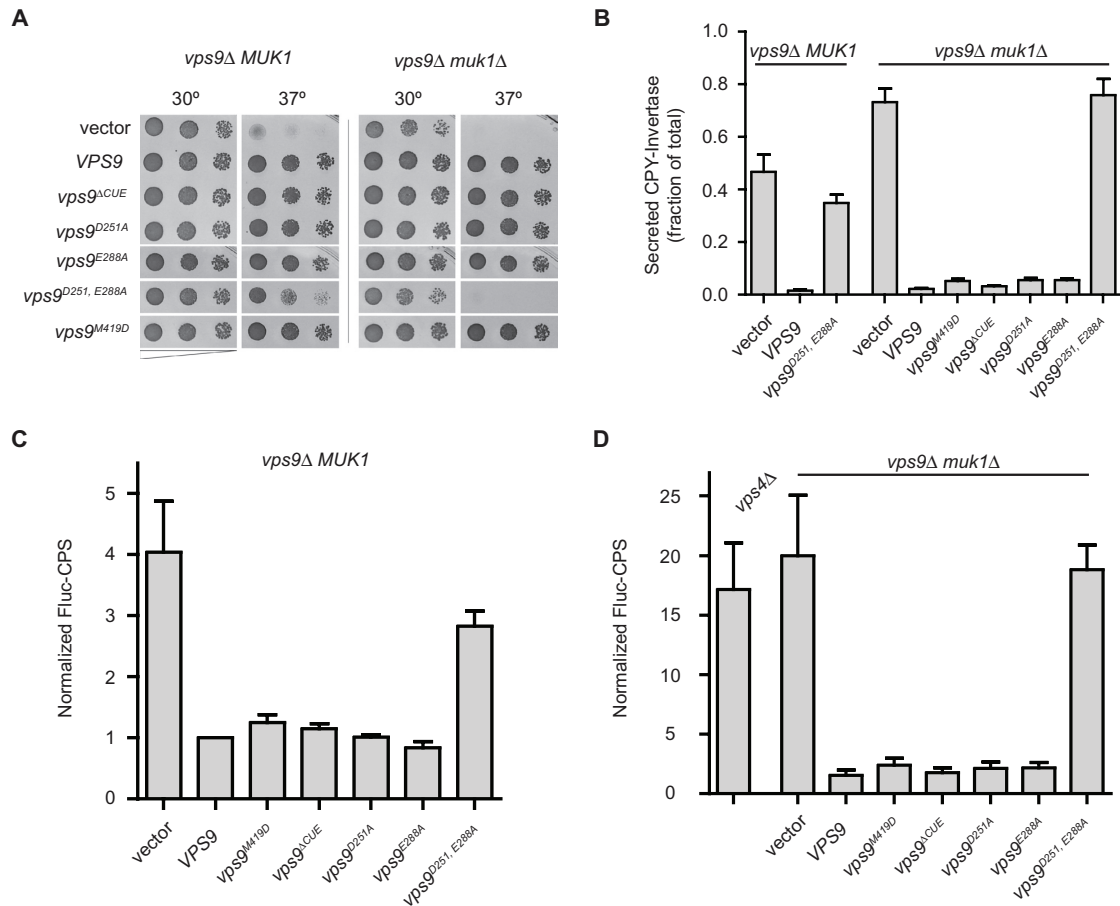 A
vps9Δ MUK1
vps9Δ muk1Δ
30º
37º
30º
37º
vector
VPS9
vps9ΔCUE
vps9D251A
vps9E288A
vps9D251, E288A
vps9M419D
B
vps9Δ MUK1
vps9Δ muk1Δ
Secreted CPY-Invertase
(fraction of total)
1.0
0.8
0.6
0.4
0.2
0.0
vector
VPS9
vps9D251, E288A
vector
VPS9
vps9M419D
vps9ΔCUE
vps9D251A
vps9E288A
vps9D251, E288A
C
vps9Δ MUK1
Normalized Fluc-CPS
5
4
3
2
1
0
vector
VPS9
vps9M419D
vps9ΔCUE
vps9D251A
vps9E288A
vps9D251, E288A
D
vps4Δ
vps9Δ muk1Δ
Normalized Fluc-CPS
25
20
15
10
5
0
vector
VPS9
vps9M419D
vps9ΔCUE
vps9D251A
vps9E288A
vps9D251, E288A